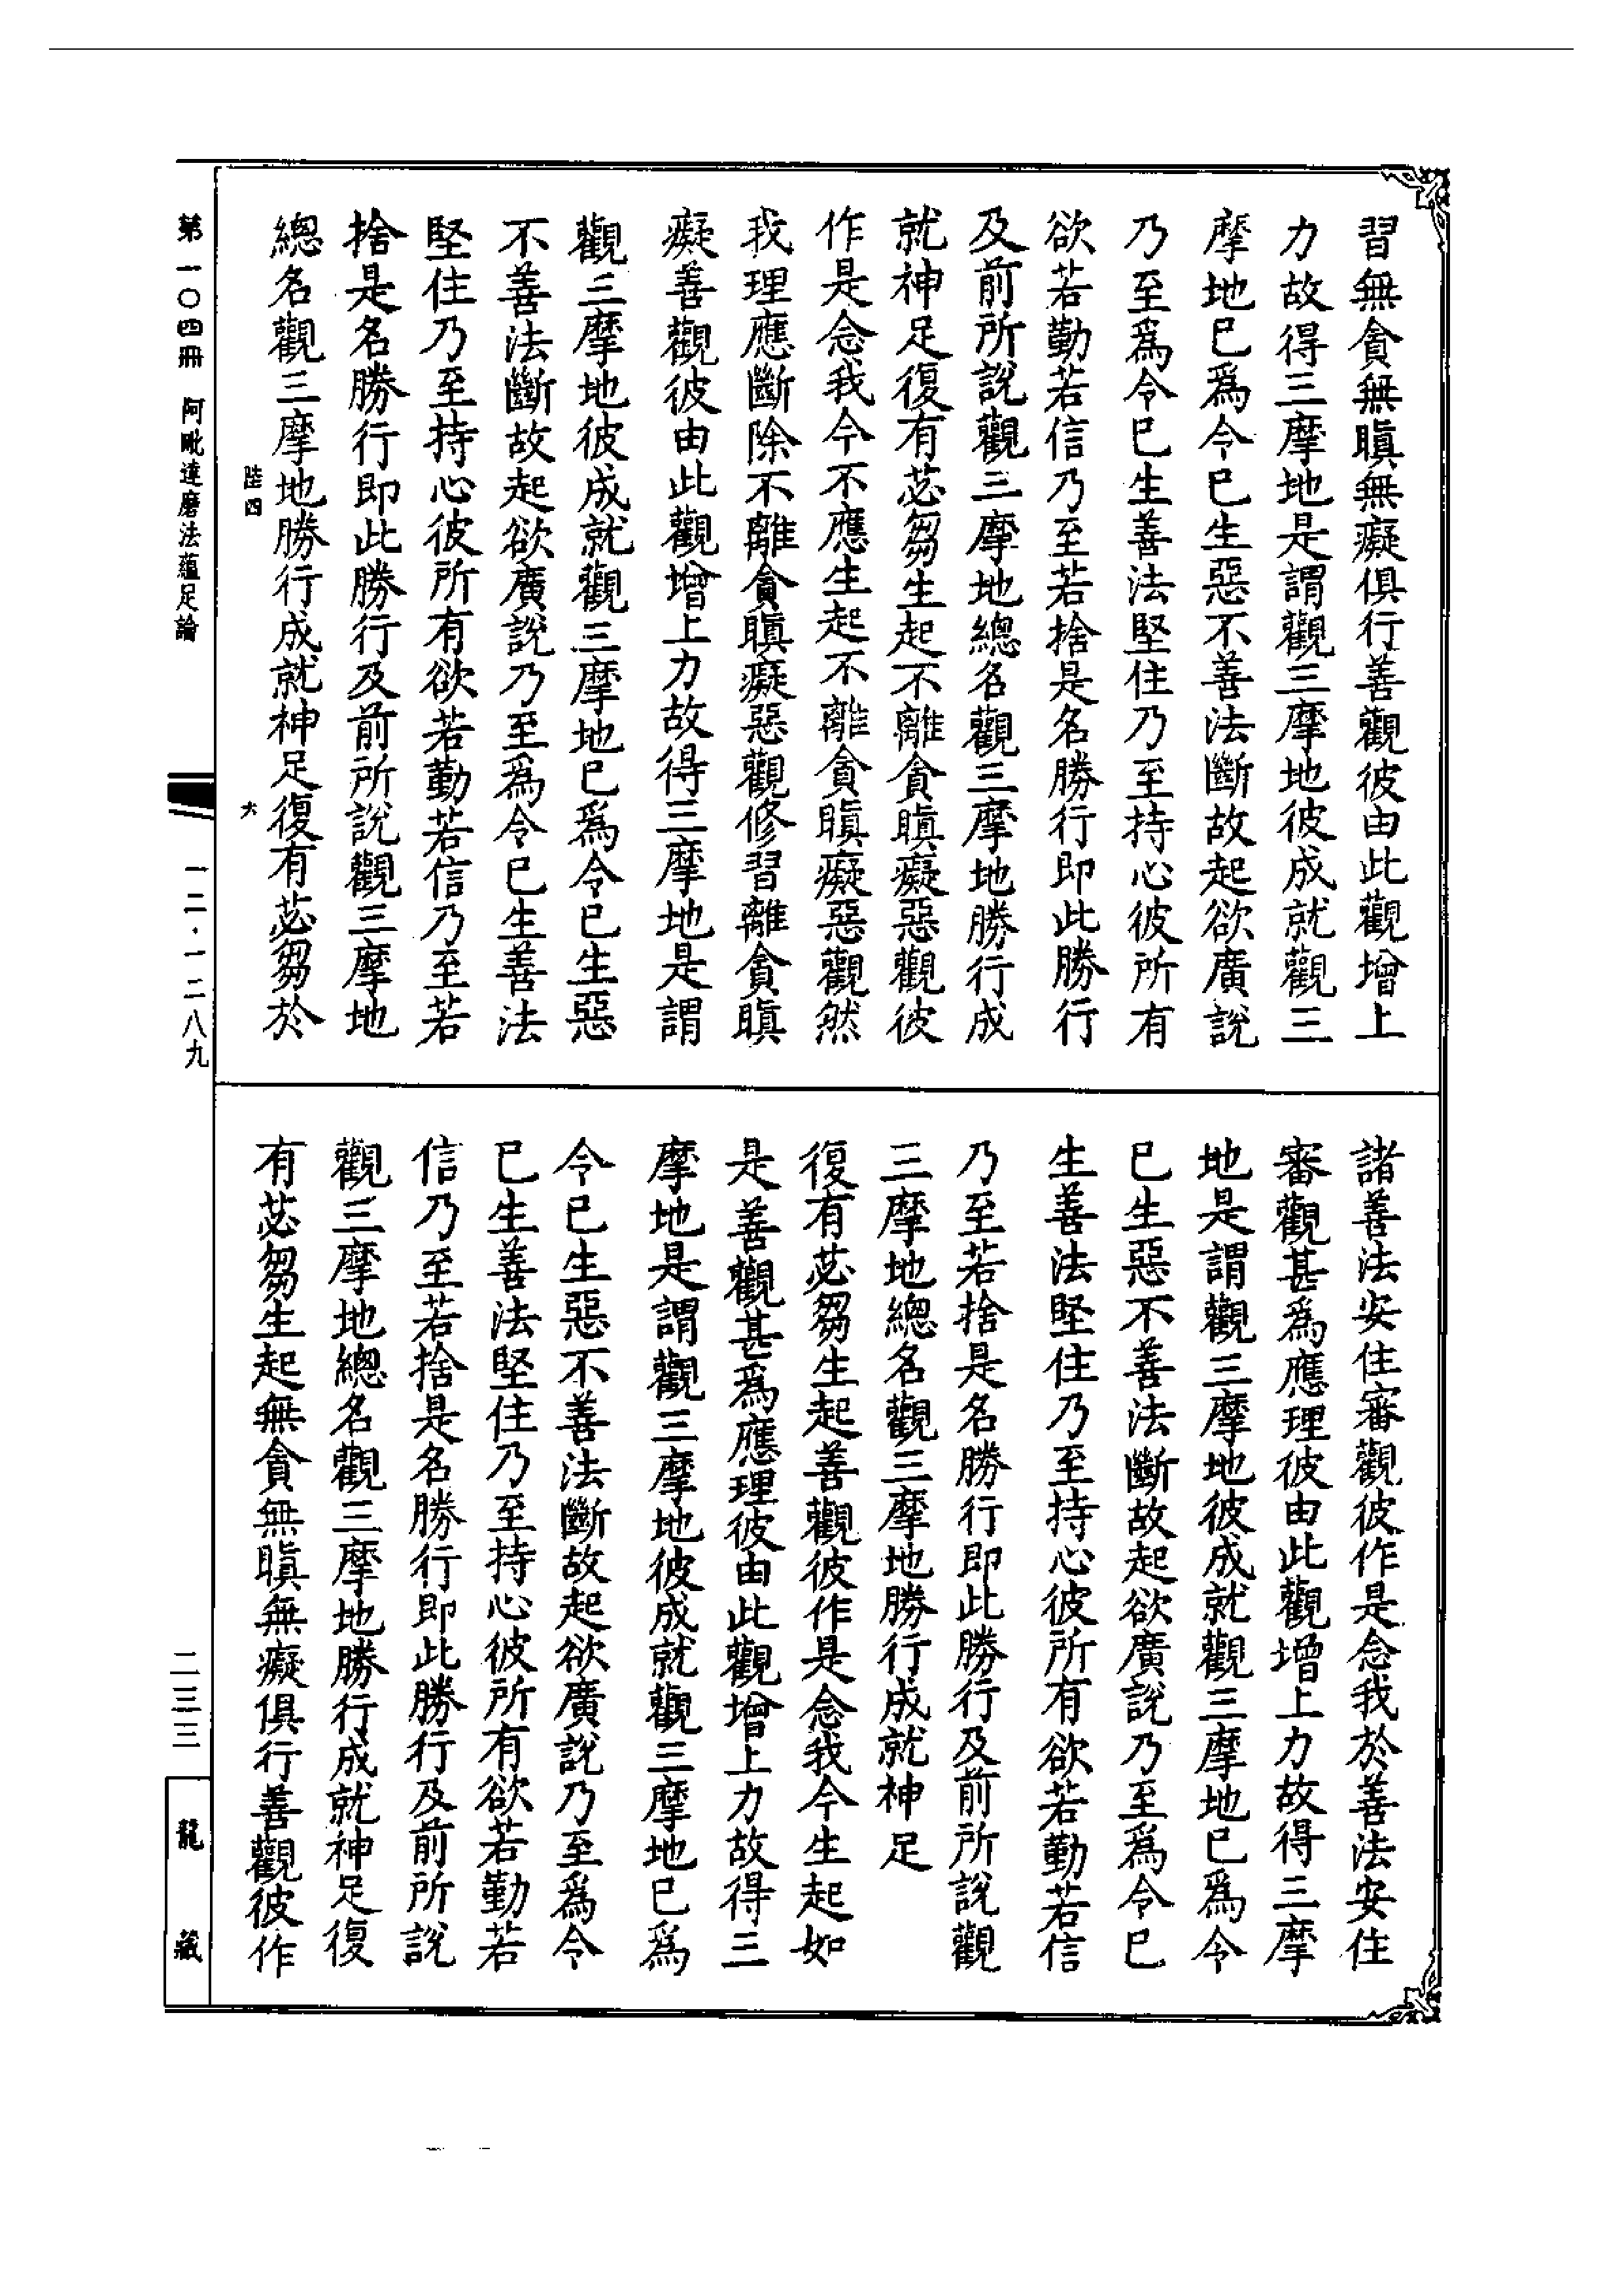 習無貪無瞋無癡俱行善觀彼由此觀增上
力故得三摩地是謂觀三摩地彼成就觀三
摩地已為令已生惡不善法斷故起欲廣說
乃至為令已生善法堅住乃至持心彼所有
欲若勤若信乃至若捨是名勝行即此勝行
及前所說觀三摩地總名觀三摩地勝行成
就神足復有苾芻生起不離貪瞋癡惡觀彼
作是念我今不應生起不離貪瞋癡惡觀然
我理應斷除不離貪瞋癡惡觀修習離貪瞋
癡善觀彼由此觀增上力故得三摩地是謂
觀三摩地彼成就觀三摩地已為令已生惡
不善法斷故起欲廣說乃至為令已生善法
堅住乃至持心彼所有欲若勤若信乃至若
捨是名勝行即此勝行及前所說觀三摩地
總名觀三摩地勝行成就神足復有苾芻於
諸善法安住審觀彼作是念我於善法安住
審觀甚為應理彼由此觀增上力故得三摩
地是謂觀三摩地彼成就觀三摩地已為令
已生惡不善法斷故起欲廣說乃至為令已
生善法堅住乃至持心彼所有欲若勤若信
乃至若捨是名勝行即此勝行及前所說觀
三摩地總名觀三摩地勝行成就神足
復有苾芻生起善觀彼作是念我今生起如
是善觀甚為應理彼由此觀增上力故得三
摩地是謂觀三摩地彼成就觀三摩地已為
令已生惡不善法斷故起欲廣說乃至為令
已生善法堅住乃至持心彼所有欲若勤若
信乃至若捨是名勝行即此勝行及前所說
觀三摩地總名觀三摩地勝行成就神足復
有苾芻生起無貪無瞋無癡俱行善觀彼作
陸四
六
第一〇四冊 阿毗達磨法蘊足論
一二·一二八九
二三三
龍藏